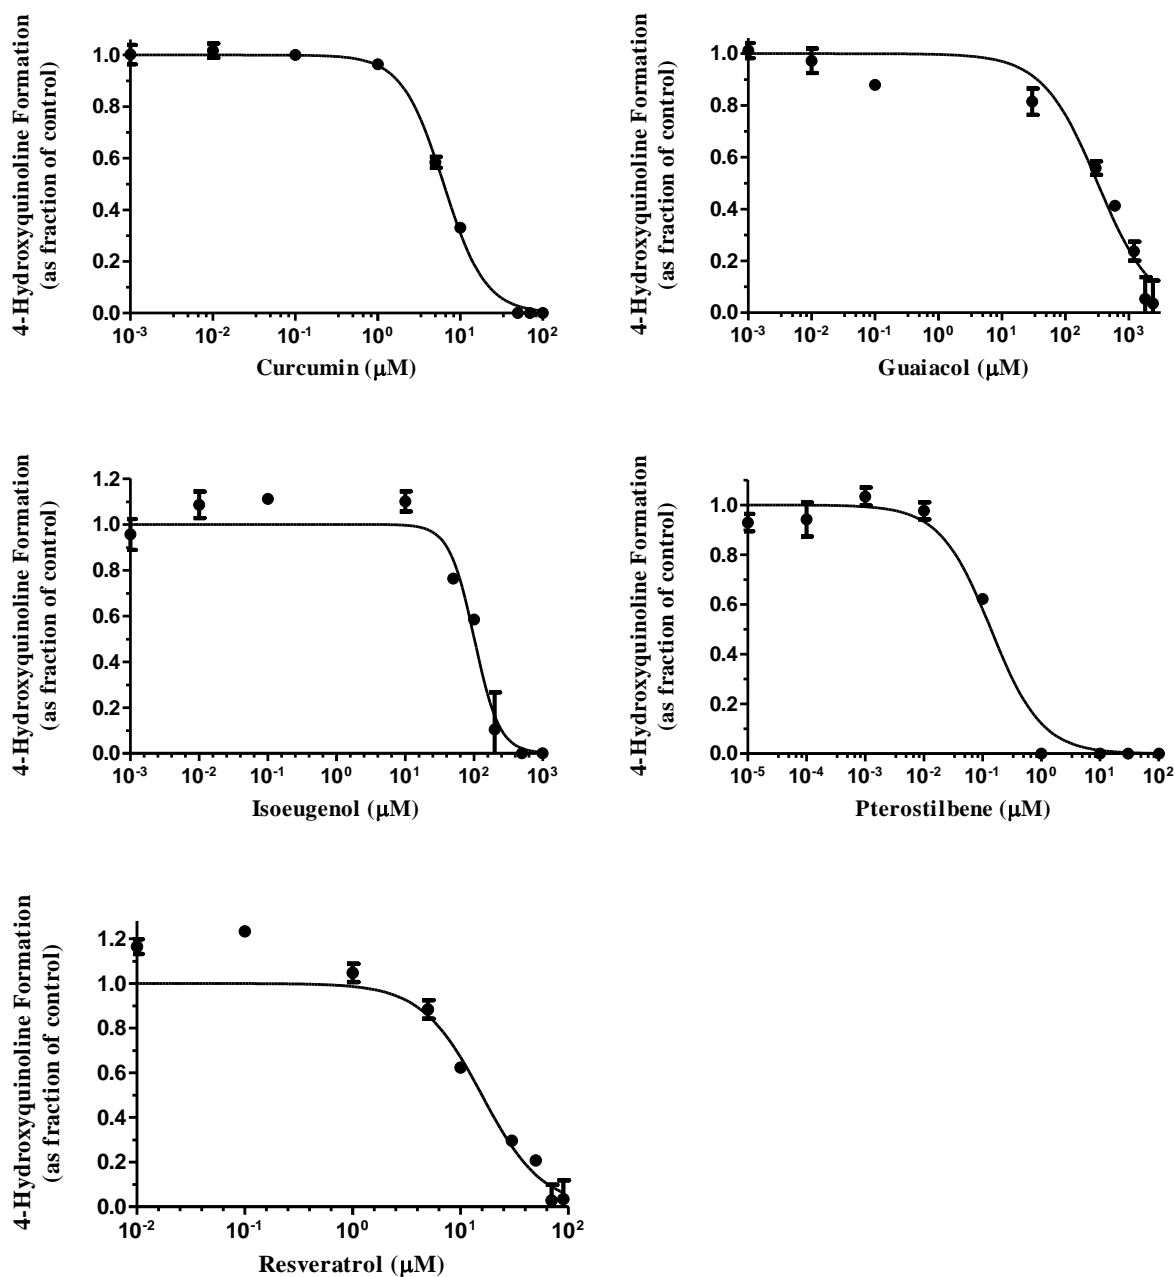 4-Hydroxyquinoline Formation
(as fraction of control)
1.0
0.8
0.6
0.4
0.2
0.0
10-3 10-2 10-1 100 101 102
Curcumin (μM)
4-Hydroxyquinoline Formation
(as fraction of control)
1.0
0.8
0.6
0.4
0.2
0.0
10-3 10-2 10-1 100 101 102 103
Guaiacol (μM)
4-Hydroxyquinoline Formation
(as fraction of control)
1.2
1.0
0.8
0.6
0.4
0.2
0.0
10-3 10-2 10-1 100 101 102 103
Isoeugenol (μM)
4-Hydroxyquinoline Formation
(as fraction of control)
1.0
0.8
0.6
0.4
0.2
0.0
10-5 10-4 10-3 10-2 10-1 100 101 102
Pterostilbene (μM)
4-Hydroxyquinoline Formation
(as fraction of control)
1.2
1.0
0.8
0.6
0.4
0.2
0.0
10-2 10-1 100 101 102
Resveratrol (μM)